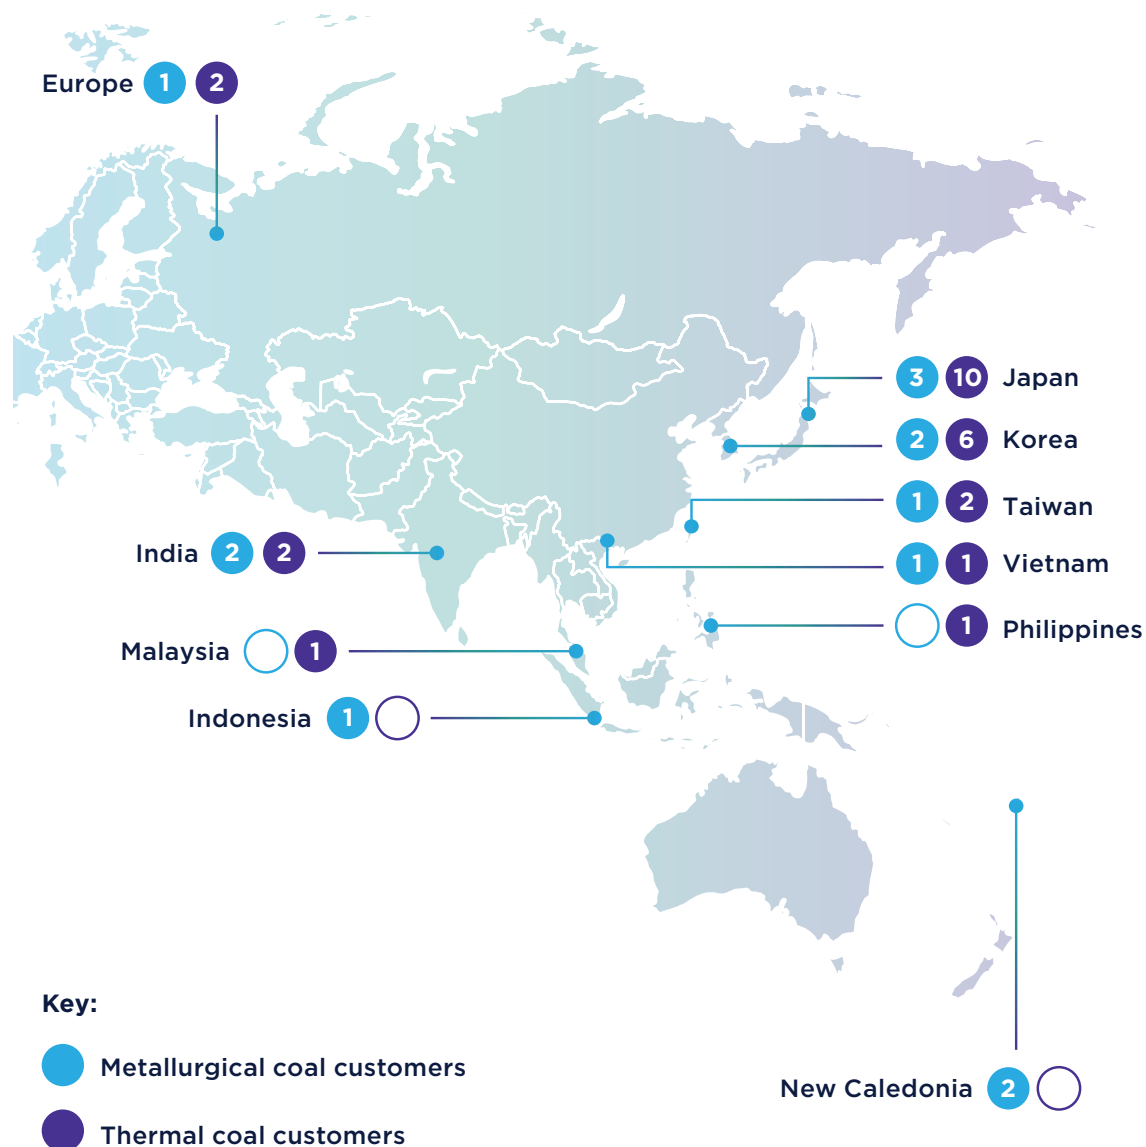 Europe 1 2
3 10 Japan
2 6 Korea
1 2 Taiwan
India 2 2
1 1 Vietnam
1 Philippines
Malaysia 1
Indonesia 1
Key:
Metallurgical coal customers
New Caledonia 2
Thermal coal customers